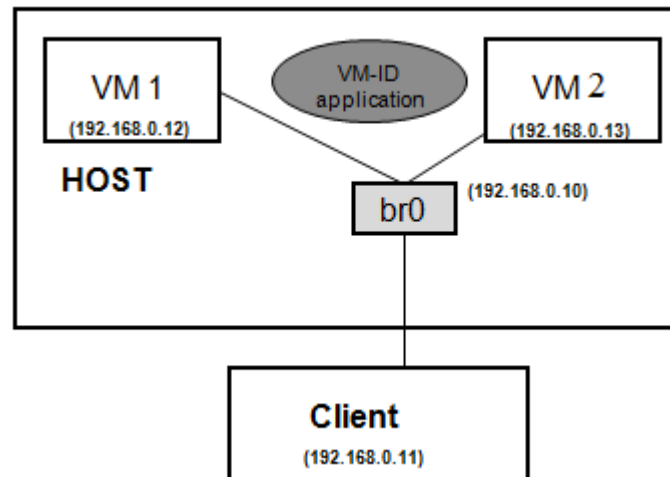 VM 1
(192.168.0.12)
VM-ID
application
VM 2
(192.168.0.13)
HOST
br0
(192.168.0.10)
Client
(192.168.0.11)